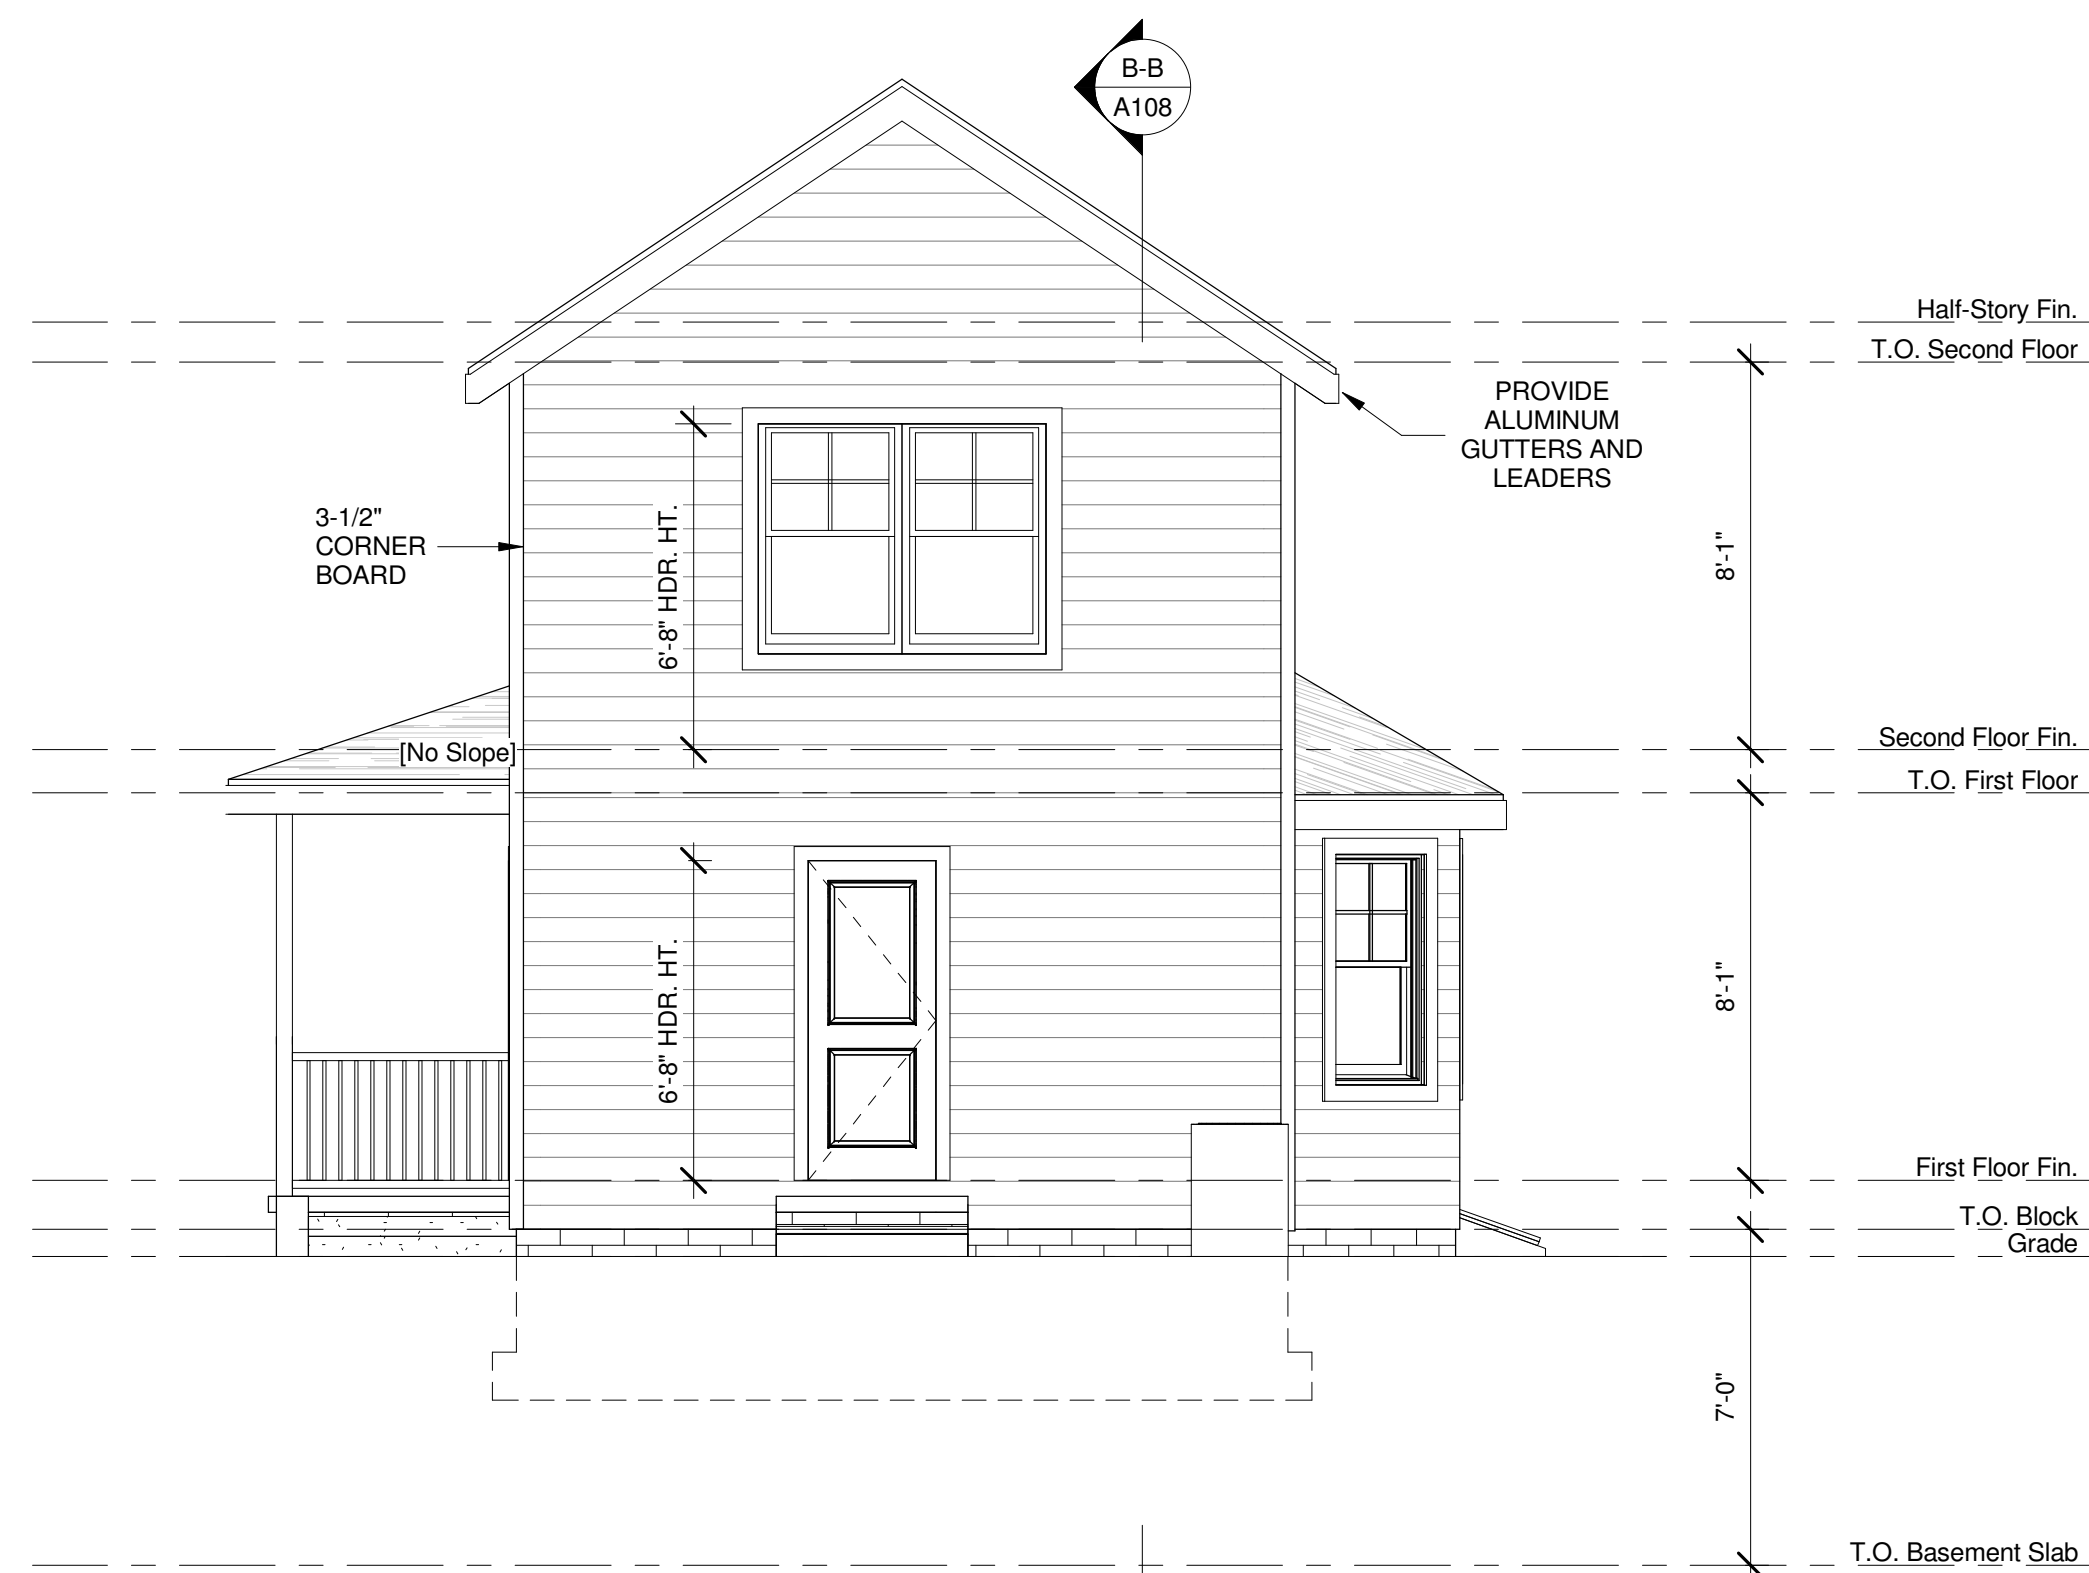 B-B
A108
Half-Story Fin.
T.O. Second Floor
PROVIDE
ALUMINUM
GUTTERS AND
LEADERS
3-1/2"
CORNER
BOARD
6'-8" HDR. HT.
8'-1"
[No Slope]
Second Floor Fin.
T.O. First Floor
6'-8" HDR. HT.
8'-1"
First Floor Fin.
T.O. Block
Grade
7'-0"
T.O. Basement Slab